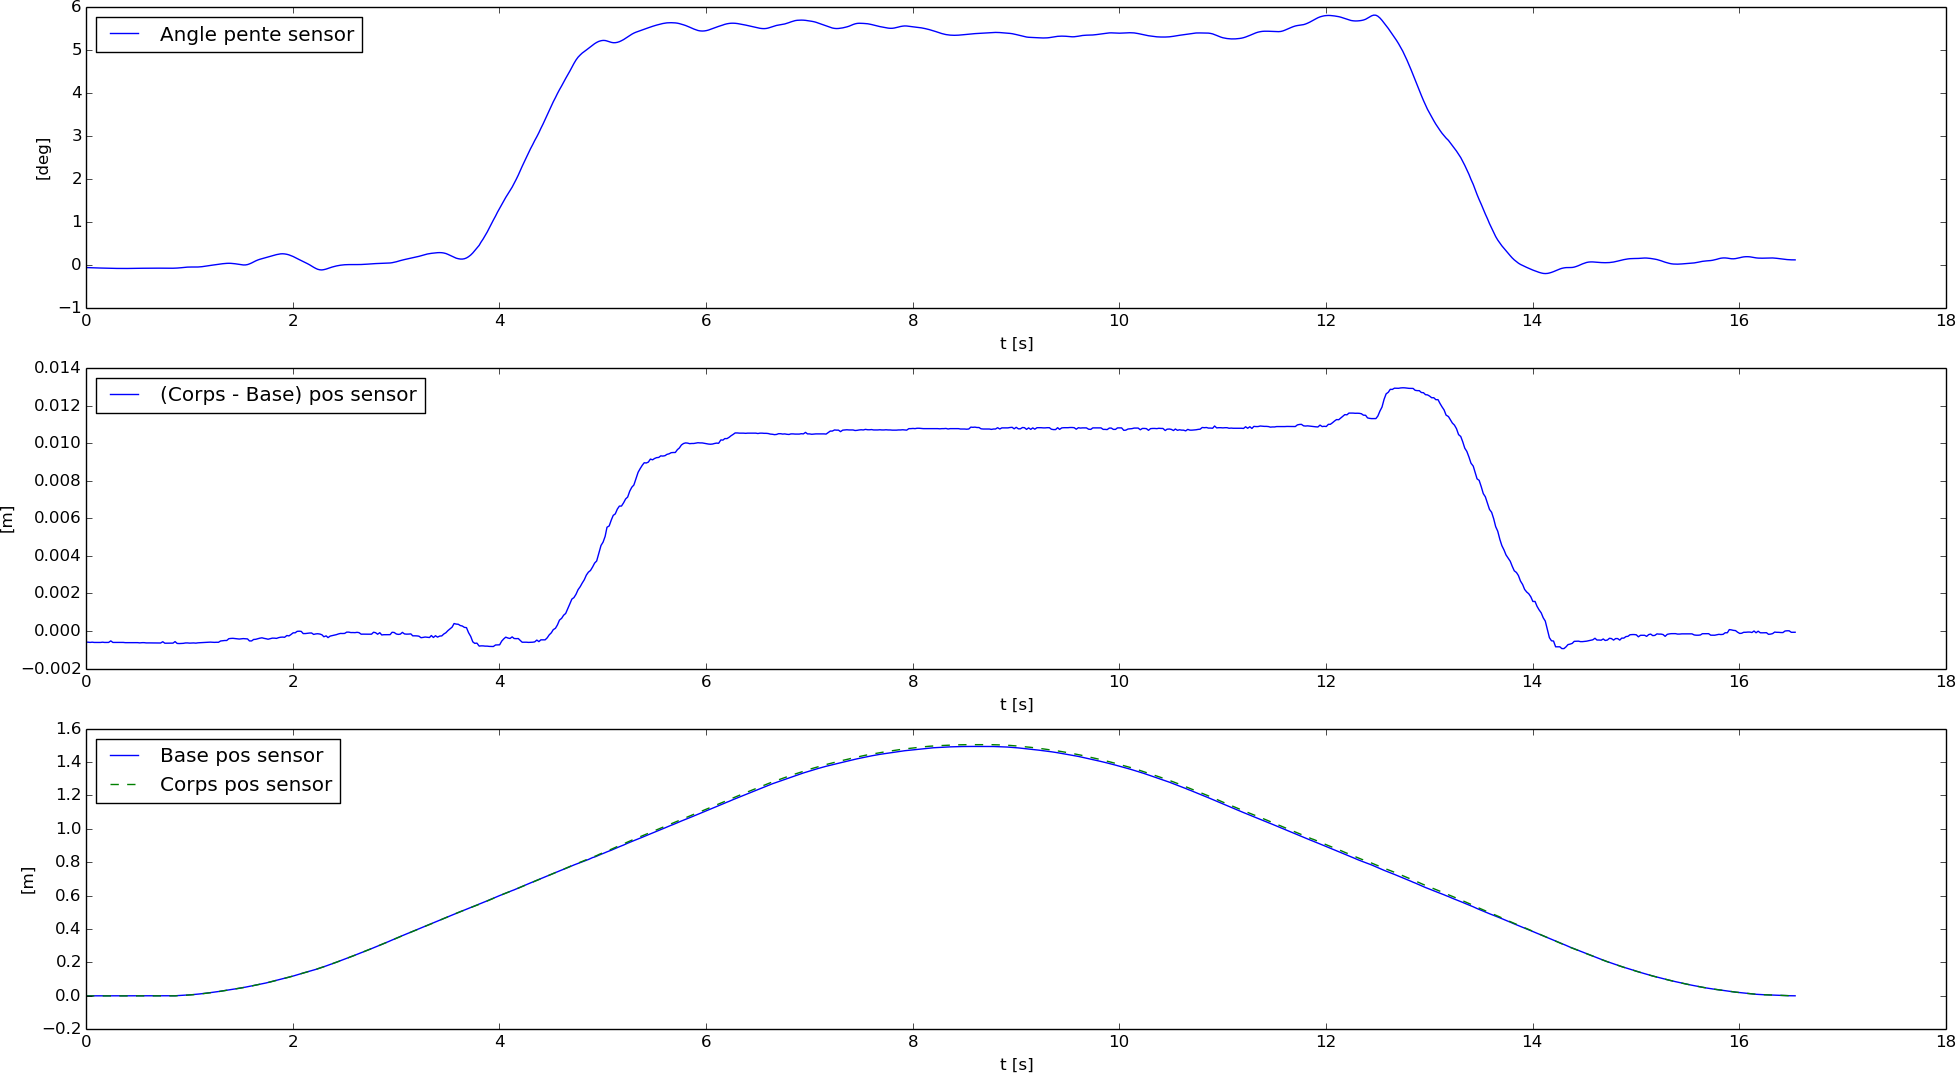 6
5
4
3
2
1
0
−1
[deg]
Angle pente sensor
0 2 4 6 8 10 12 14 16 18
t [s]
0.014
0.012
0.010
0.008
0.006
0.004
0.002
0.000
−0.002
[m]
(Corps - Base) pos sensor
0 2 4 6 8 10 12 14 16 18
t [s]
1.6
1.4
1.2
1.0
0.8
0.6
0.4
0.2
0.0
−0.2
[m]
Base pos sensor
Corps pos sensor
0 2 4 6 8 10 12 14 16 18
t [s]